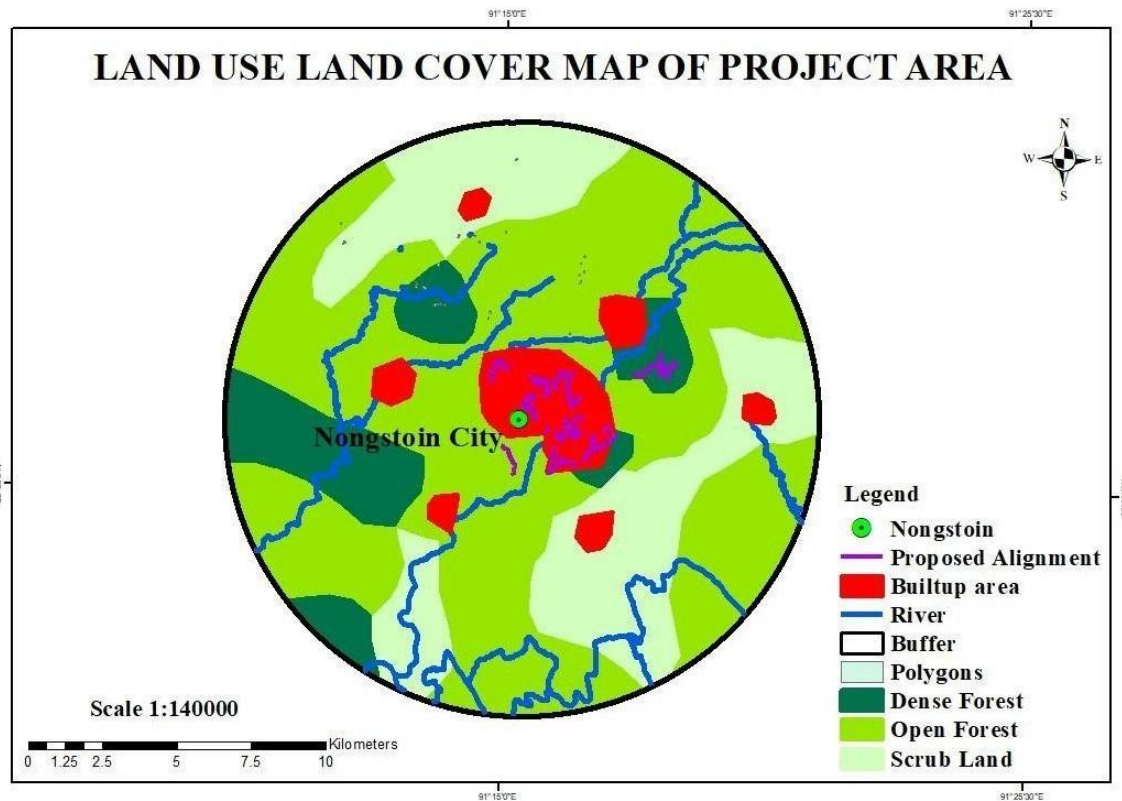 91°15'0"E
91°25'30"E
LAND USE LAND COVER MAP OF PROJECT AREA
N
W E
S
Nongstoin City
Legend
Nongstoin
Proposed Alignment
Builtup area
River
Buffer
Polygons
Dense Forest
Open Forest
Scrub Land
Scale 1:140000
Kilometers
0 1.25 2.5 5 7.5 10
91°15'0"E
91°25'30"E